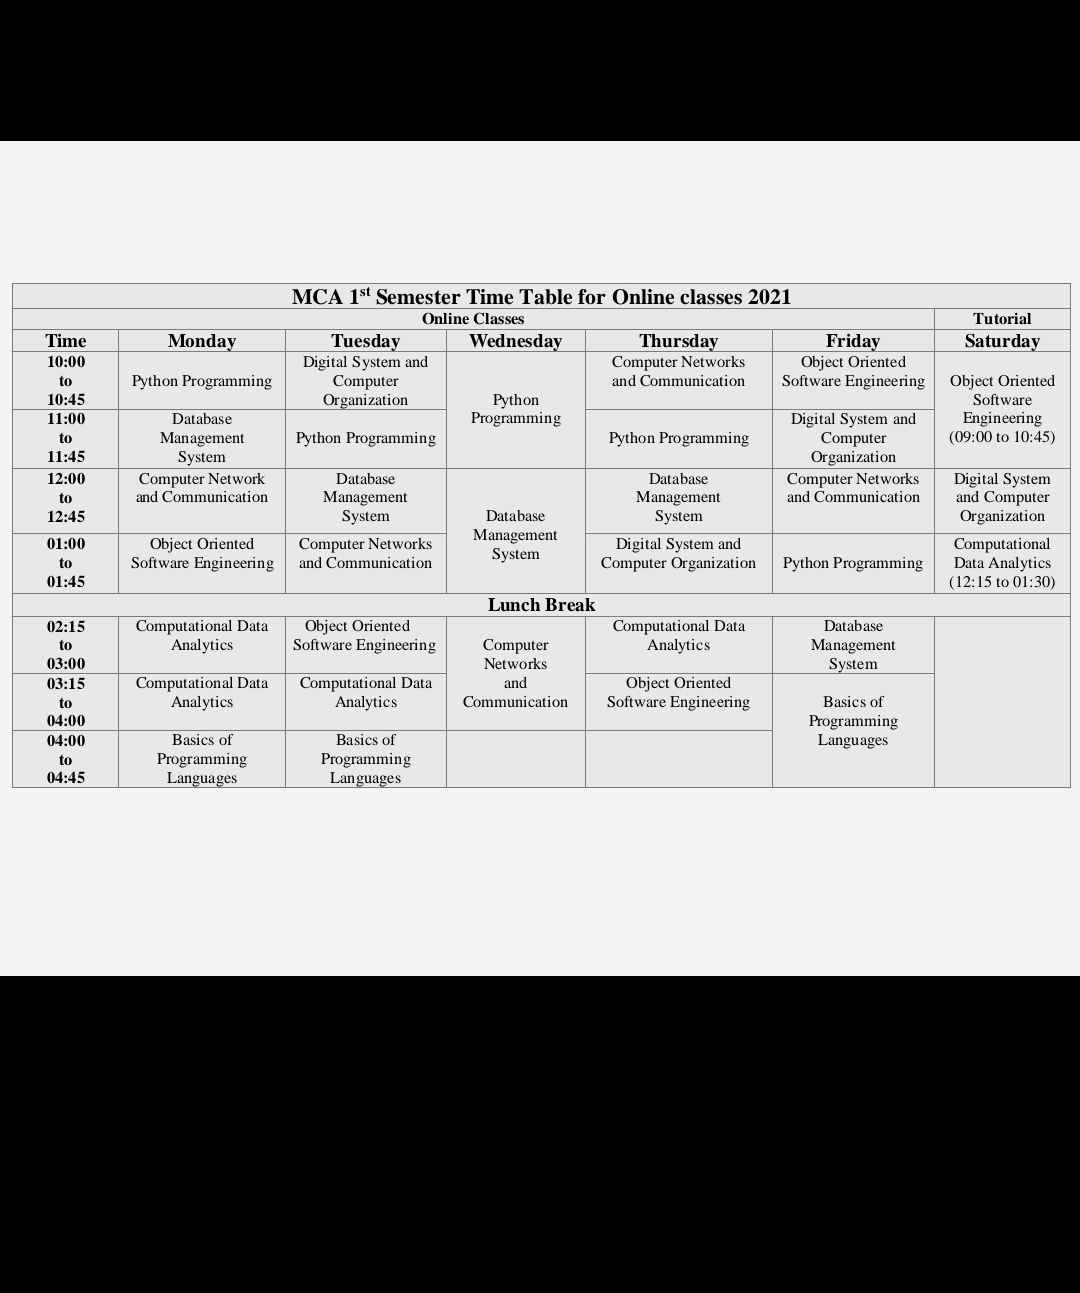 MCA 1st Semester Time Table for Online classes 2021
Online Classes Tutorial
Time Monday Tuesday Wednesday Thursday Friday Saturday
10:00
to
10:45
Python Programming
Digital System and
Computer
Organization
Python
Programming
Computer Networks
and Communication
Object Oriented
Software Engineering
Object Oriented
Software
Engineering
(09:00 to 10:45)
11:00
to
11:45
Database
Management
System
Python Programming
Python Programming
Digital System and
Computer
Organization
12:00
to
12:45
Computer Network
and Communication
Database
Management
System
Database
Management
System
Database
Management
System
Computer Networks
and Communication
Digital System
and Computer
Organization
01:00
to
01:45
Object Oriented
Software Engineering
Computer Networks
and Communication
Digital System and
Computer Organization
Python Programming
Computational
Data Analytics
(12:15 to 01:30)
Lunch Break
02:15
to
03:00
Computational Data
Analytics
Object Oriented
Software Engineering
Computer
Networks
and
Communication
Computational Data
Analytics
Database
Management
System
03:15
to
04:00
Computational Data
Analytics
Computational Data
Analytics
Object Oriented
Software Engineering
Basics of
Programming
Languages
04:00
to
04:45
Basics of
Programming
Languages
Basics of
Programming
Languages